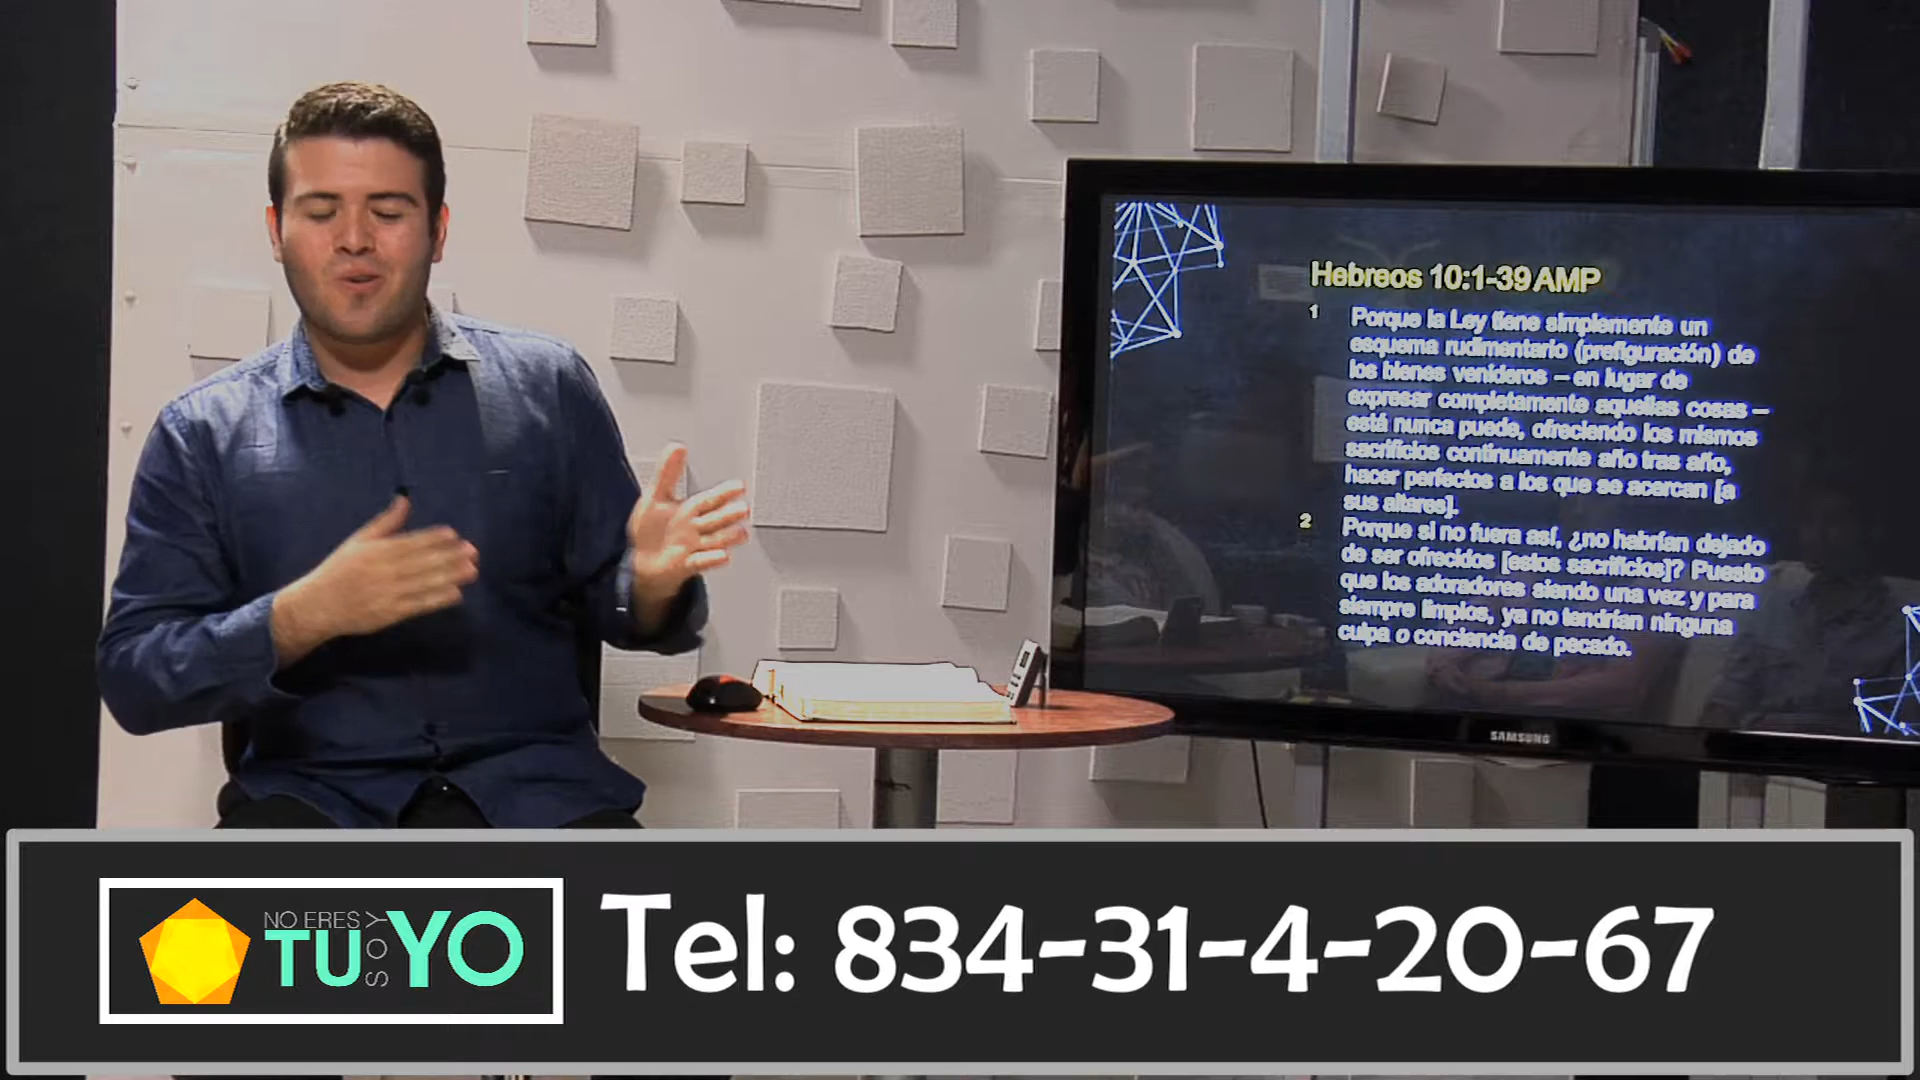 Hebreos 10:1-39 AMP
1 Porque la Ley tiene simplemente un
esquema rudimentario (prefiguración) de
los bienes venideros – en lugar de
expresar completamente aquellas cosas –
está nunca puede, ofreciendo los mismos
sacrificios continuamente año tras año,
hacer perfectos a los que se acercan [a
sus altares].
2 Porque si no fuera así, ¿no habrían dejado
de ser ofrecidos [estos sacrificios]? Puesto
que los adoradores siendo una vez y para
siempre limpios, ya no tendrían ninguna
culpa o conciencia de pecado.
SAMSUNG
NO ERES
TU SOY YO
Tel: 834-31-4-20-67